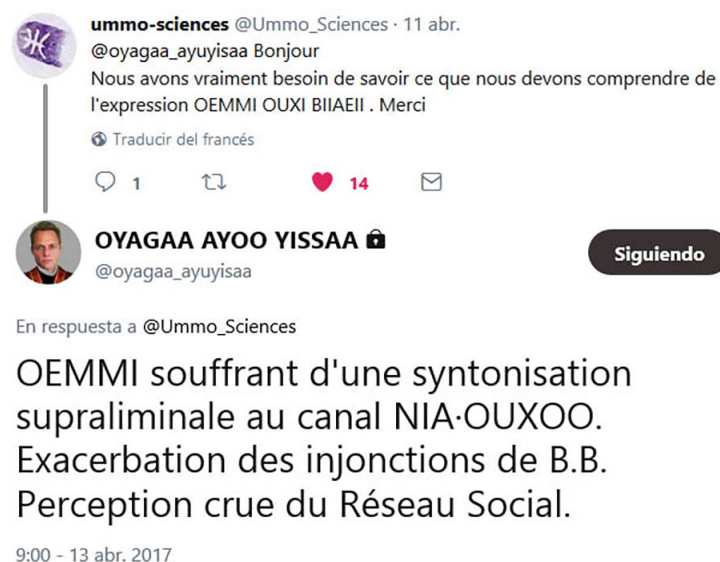 ummo-sciences @Ummo_Sciences · 11 abr.
@oyagaa_ayuyisaa Bonjour
Nous avons vraiment besoin de savoir ce que nous devons comprendre de
l'expression OEMMI OUXI BIIAEII . Merci
Traducir del francés
1 14
OYAGAA AYOO YISSAA
@oyagaa_ayuyisaa
Siguiendo
En respuesta a @Ummo_Sciences
OEMMI souffrant d'une syntonisation
supraliminale au canal NIA·OUXOO.
Exacerbation des injonctions de B.B.
Perception crue du Réseau Social.
9:00 - 13 abr. 2017